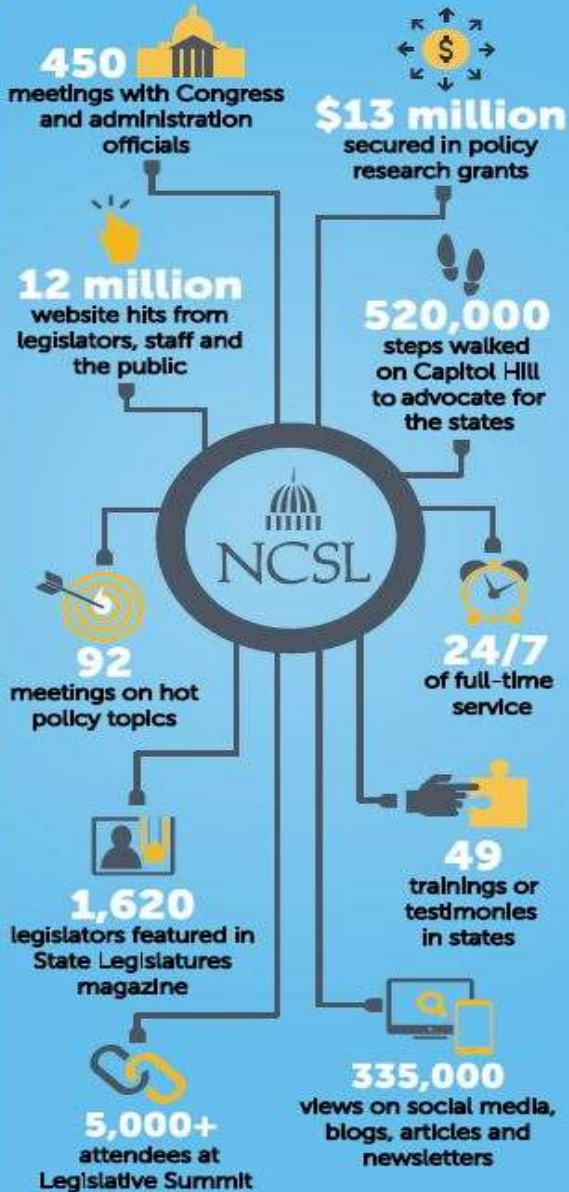 450
meetings with Congress
and administration
officials
$13 million
secured in policy
research grants
12 million
website hits from
legislators, staff and
the public
520,000
steps walked
on Capitol Hill
to advocate for
the states
NCSL
92
meetings on hot
policy topics
24/7
of full-time
service
1,620
legislators featured in
State Legislatures
magazine
49
trainings or
testimonies
in states
5,000+
attendees at
Legislative Summit
335,000
views on social media,
blogs, articles and
newsletters